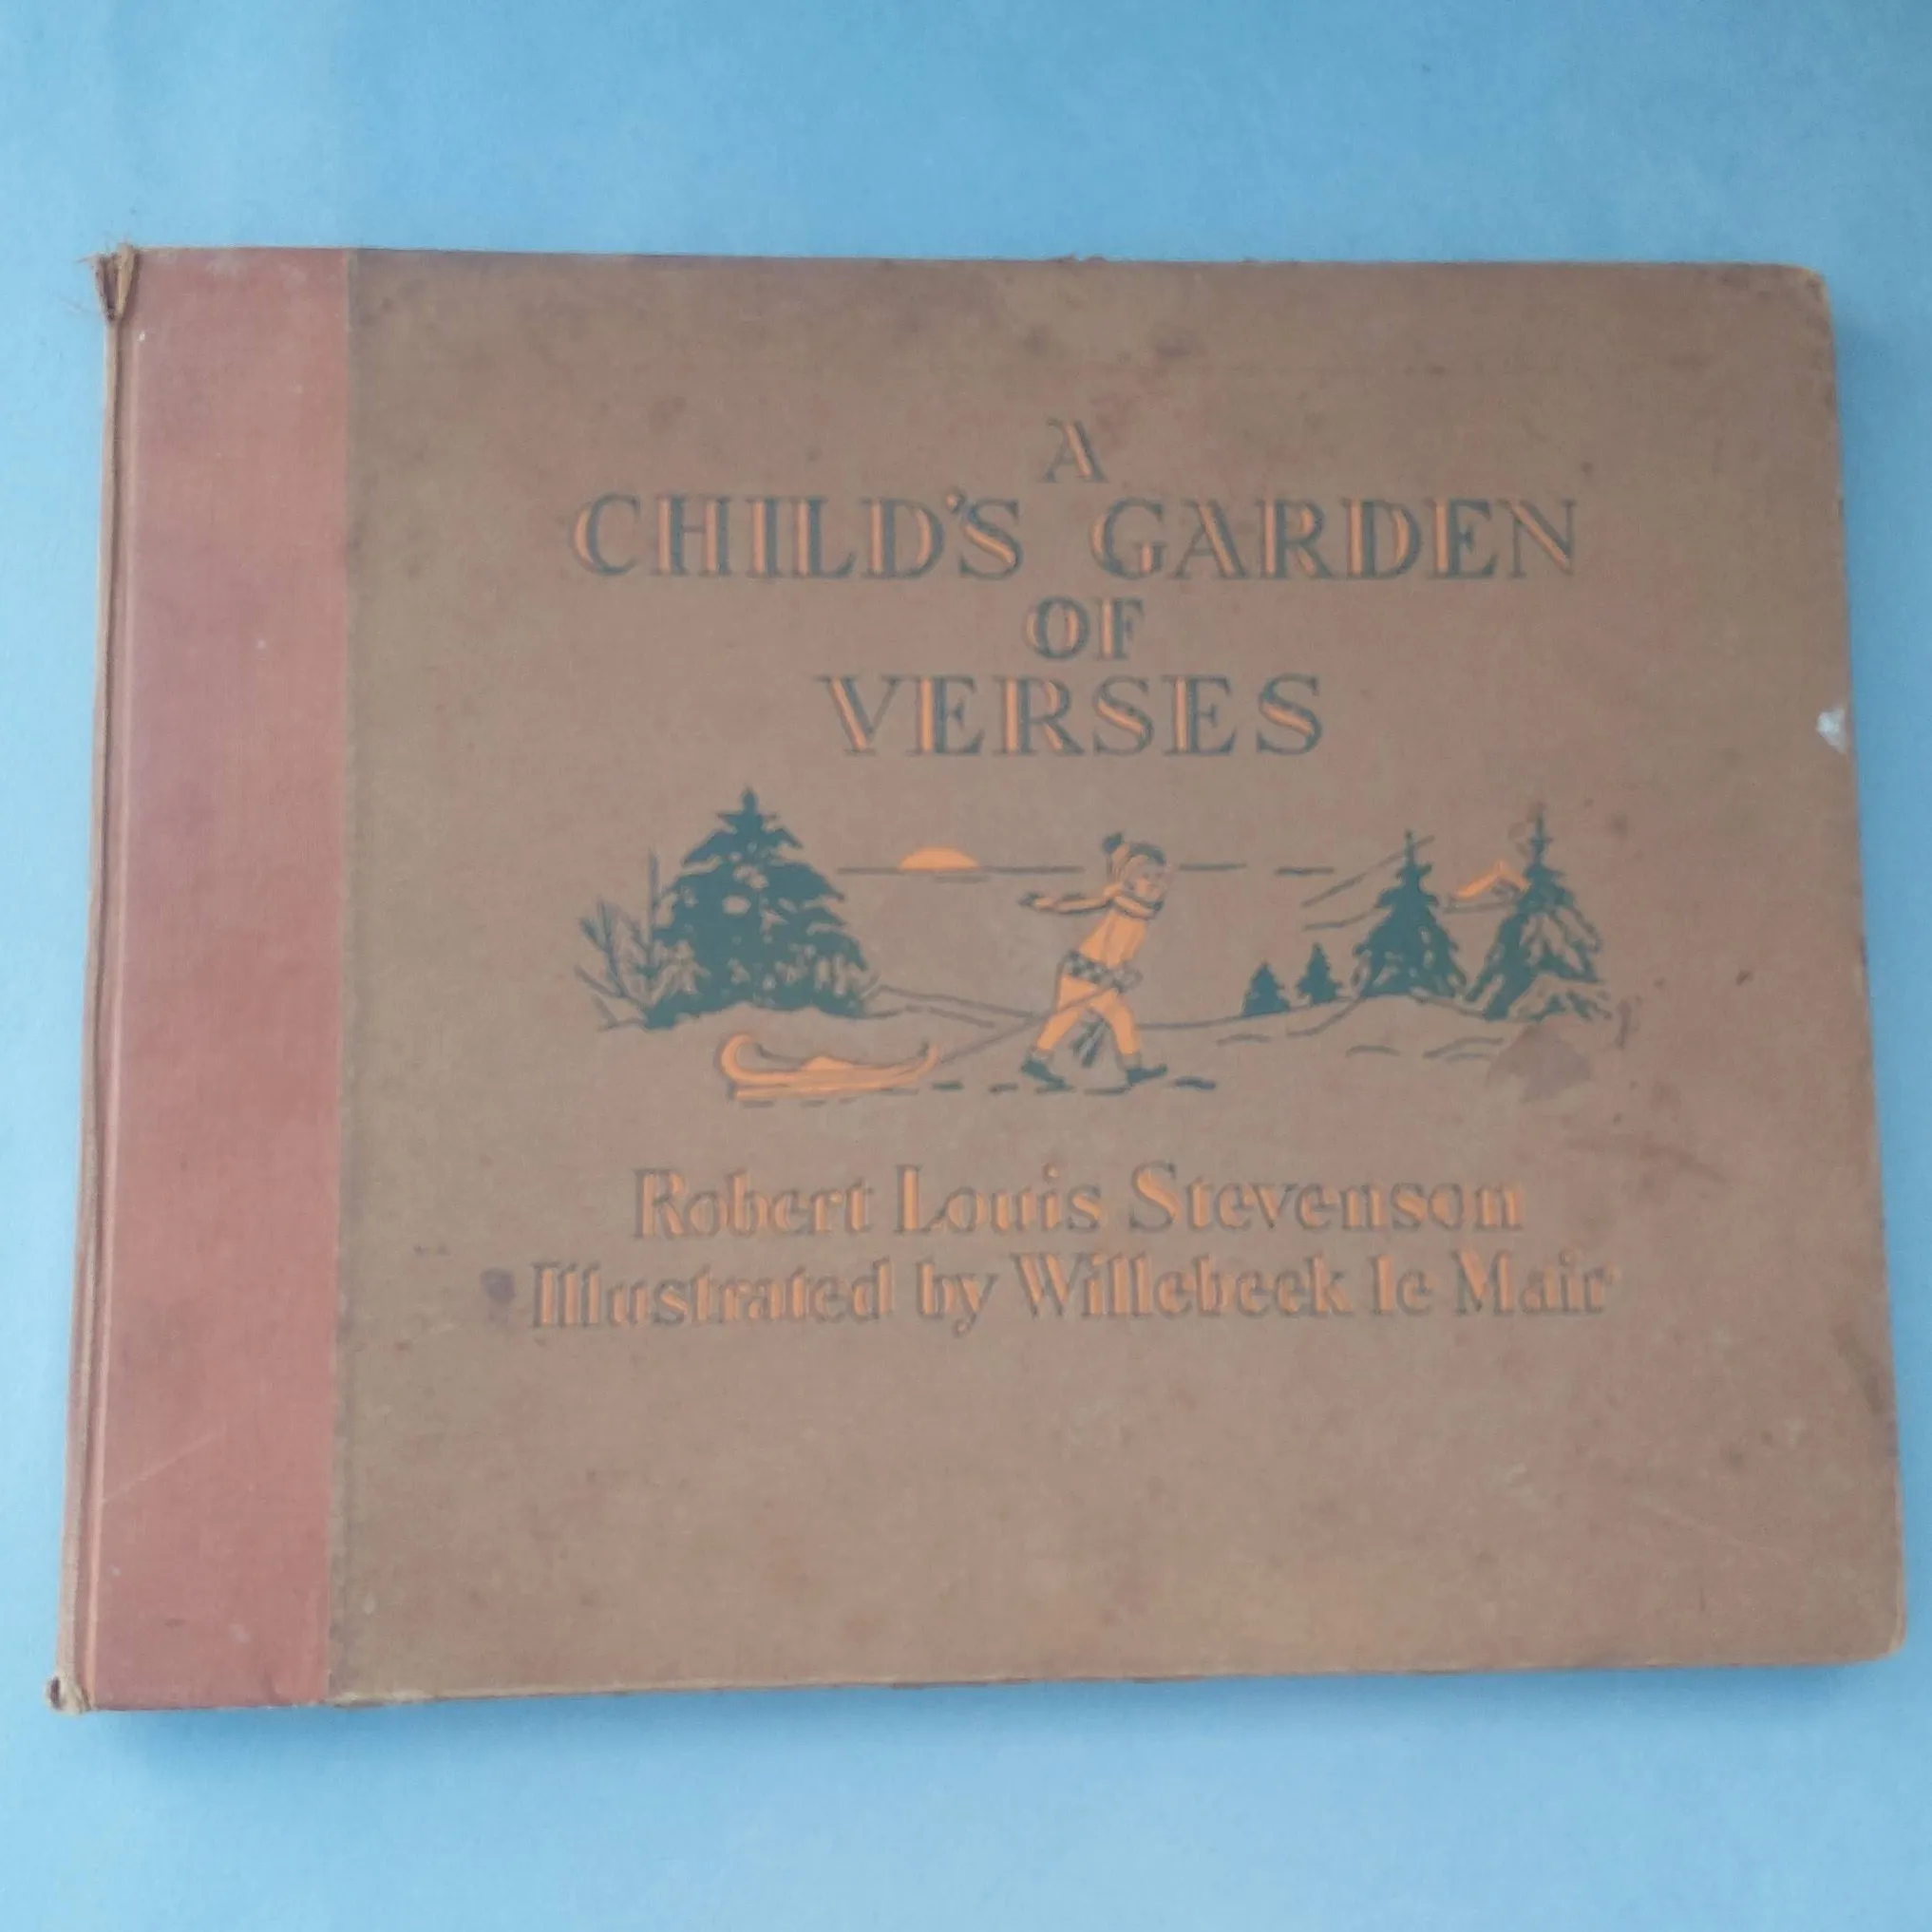 A
CHILD'S GARDEN
OF
VERSES
Robert Louis Stevenson
Illustrated by Willebeek le Mair